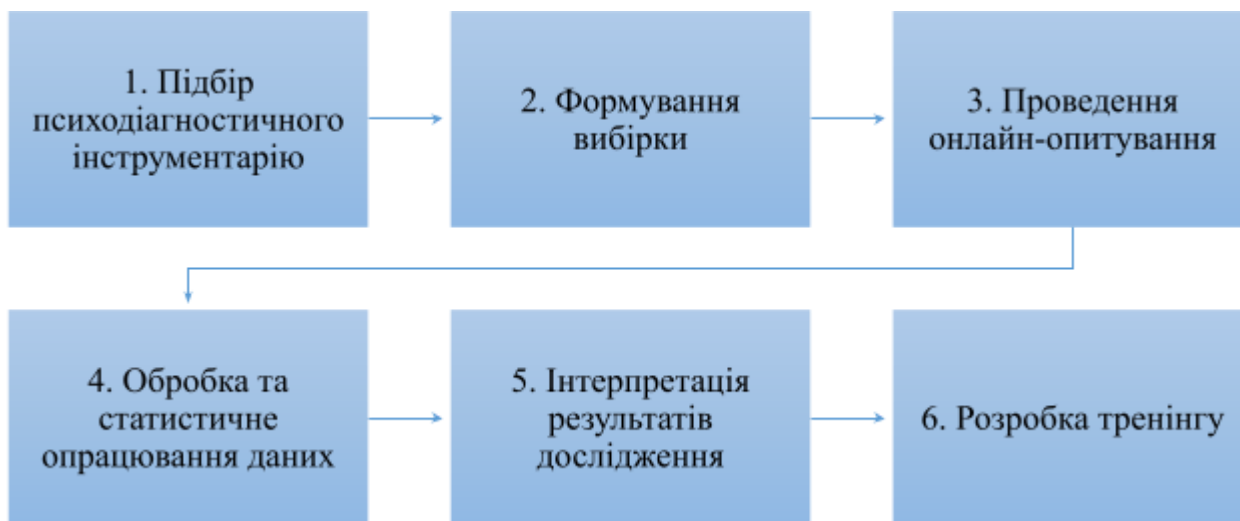 1. Підбір
психодіагностичного
інструментарію
2. Формування
вибірки
3. Проведення
онлайн-опитування
4. Обробка та
статистичне
опрацювання даних
5. Інтерпретація
результатів
дослідження
6. Розробка тренінгу